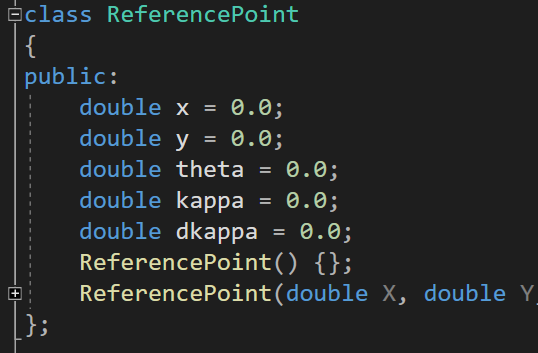 class ReferencePoint
{
public:
double x = 0.0;
double y = 0.0;
double theta = 0.0;
double kappa = 0.0;
double dkappa = 0.0;
ReferencePoint() {};
ReferencePoint(double X, double Y,
};